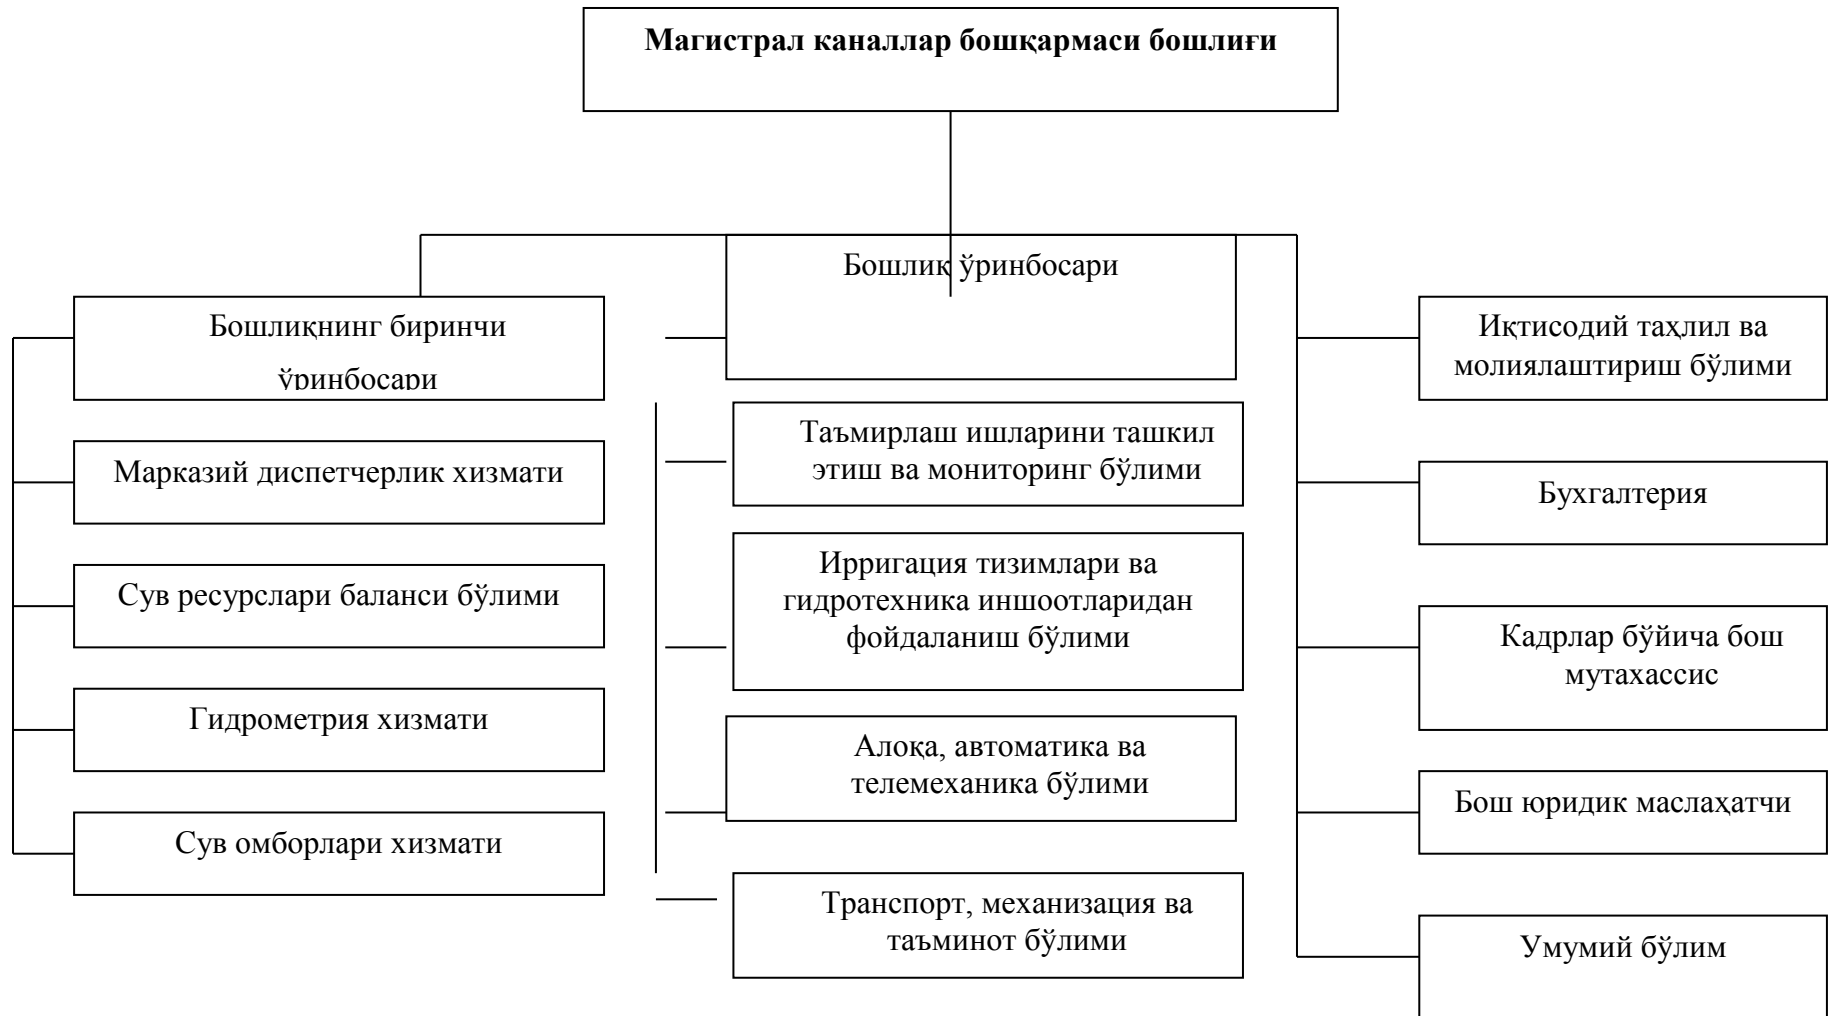 Магистрал каналлар бошқармаси бошлиғи
Бошлиқ ўринбосари
Бошлиқнинг биринчи
ўринбосари
Марказий диспетчерлик хизмати
Сув ресурслари баланси бўлими
Гидрометрия хизмати
Сув омборлари хизмати
Таъмирлаш ишларини ташкил
этиш ва мониторинг бўлими
Ирригация тизимлари ва
гидротехника иншоотларидан
фойдаланиш бўлими
Алоқа, автоматика ва
телемеханика бўлими
Транспорт, механизация ва
таъминот бўлими
Иқтисодий таҳлил ва
молиялаштириш бўлими
Бухгалтерия
Кадрлар бўйича бош
мутахассис
Бош юридик маслаҳатчи
Умумий бўлим